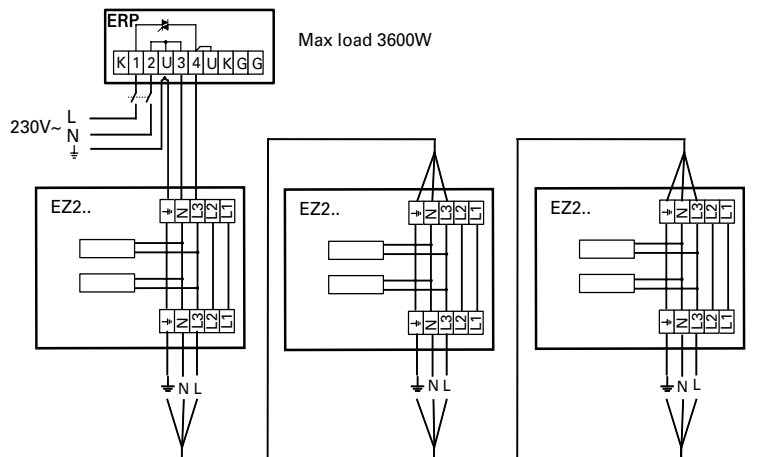 ERP
Max load 3600W
K 1 2 U 3 4 U K G G
L
230V~ N
EZ2..
N L3 L2 L1
N L3 L2 L1
N L
EZ2..
N L3 L2 L1
N L3 L2 L1
N L
EZ2..
N L3 L2 L1
N L3 L2 L1
N L